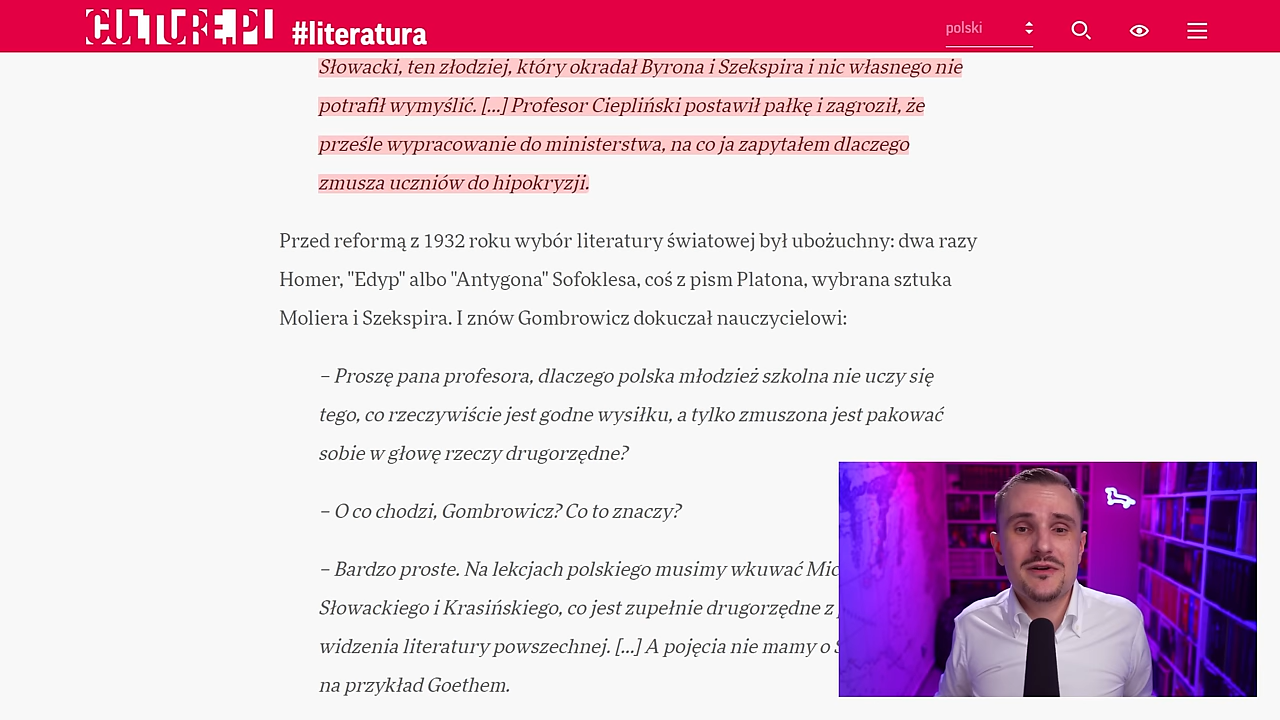 CULTURE.PL
#literatura
polski
Słowacki, ten złodziej, który okradał Byrona i Szekspira i nic własnego nie
potrafił wymyślić. [...] Profesor Ciepliński postawił pałkę i zagroził, że
prześle wypracowanie do ministerstwa, na co ja zapytałem dlaczego
zmusza uczniów do hipokryzji.
Przed reformą z 1932 roku wybór literatury światowej był ubożuchny: dwa razy
Homer, "Edyp" albo "Antygona" Sofoklesa, coś z pism Platona, wybrana sztuka
Moliera i Szekspira. I znów Gombrowicz dokuczał nauczycielowi:
– Proszę pana profesora, dlaczego polska młodzież szkolna nie uczy się
tego, co rzeczywiście jest godne wysiłku, a tylko zmuszona jest pakować
sobie w głowę rzeczy drugorzędne?
– O co chodzi, Gombrowicz? Co to znaczy?
– Bardzo proste. Na lekcjach polskiego musimy wkuwać
Słowackiego i Krasińskiego, co jest zupełnie drugorzędne z
widzenia literatury powszechnej. [...] A pojęcia nie mamy o
na przykład Goethem.